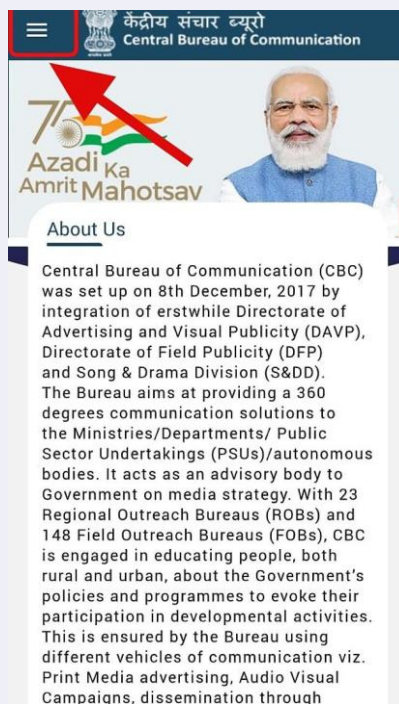 केंद्रीय संचार ब्यूरो
Central Bureau of Communication
75
Azadi Ka
Amrit Mahotsav
About Us
Central Bureau of Communication (CBC)
was set up on 8th December, 2017 by
integration of erstwhile Directorate of
Advertising and Visual Publicity (DAVP),
Directorate of Field Publicity (DFP)
and Song & Drama Division (S&DD).
The Bureau aims at providing a 360
degrees communication solutions to
the Ministries/Departments/ Public
Sector Undertakings (PSUs)/autonomous
bodies. It acts as an advisory body to
Government on media strategy. With 23
Regional Outreach Bureaus (ROBs) and
148 Field Outreach Bureaus (FOBs), CBC
is engaged in educating people, both
rural and urban, about the Government's
policies and programmes to evoke their
participation in developmental activities.
This is ensured by the Bureau using
different vehicles of communication viz.
Print Media advertising, Audio Visual
Campaigns, dissemination through